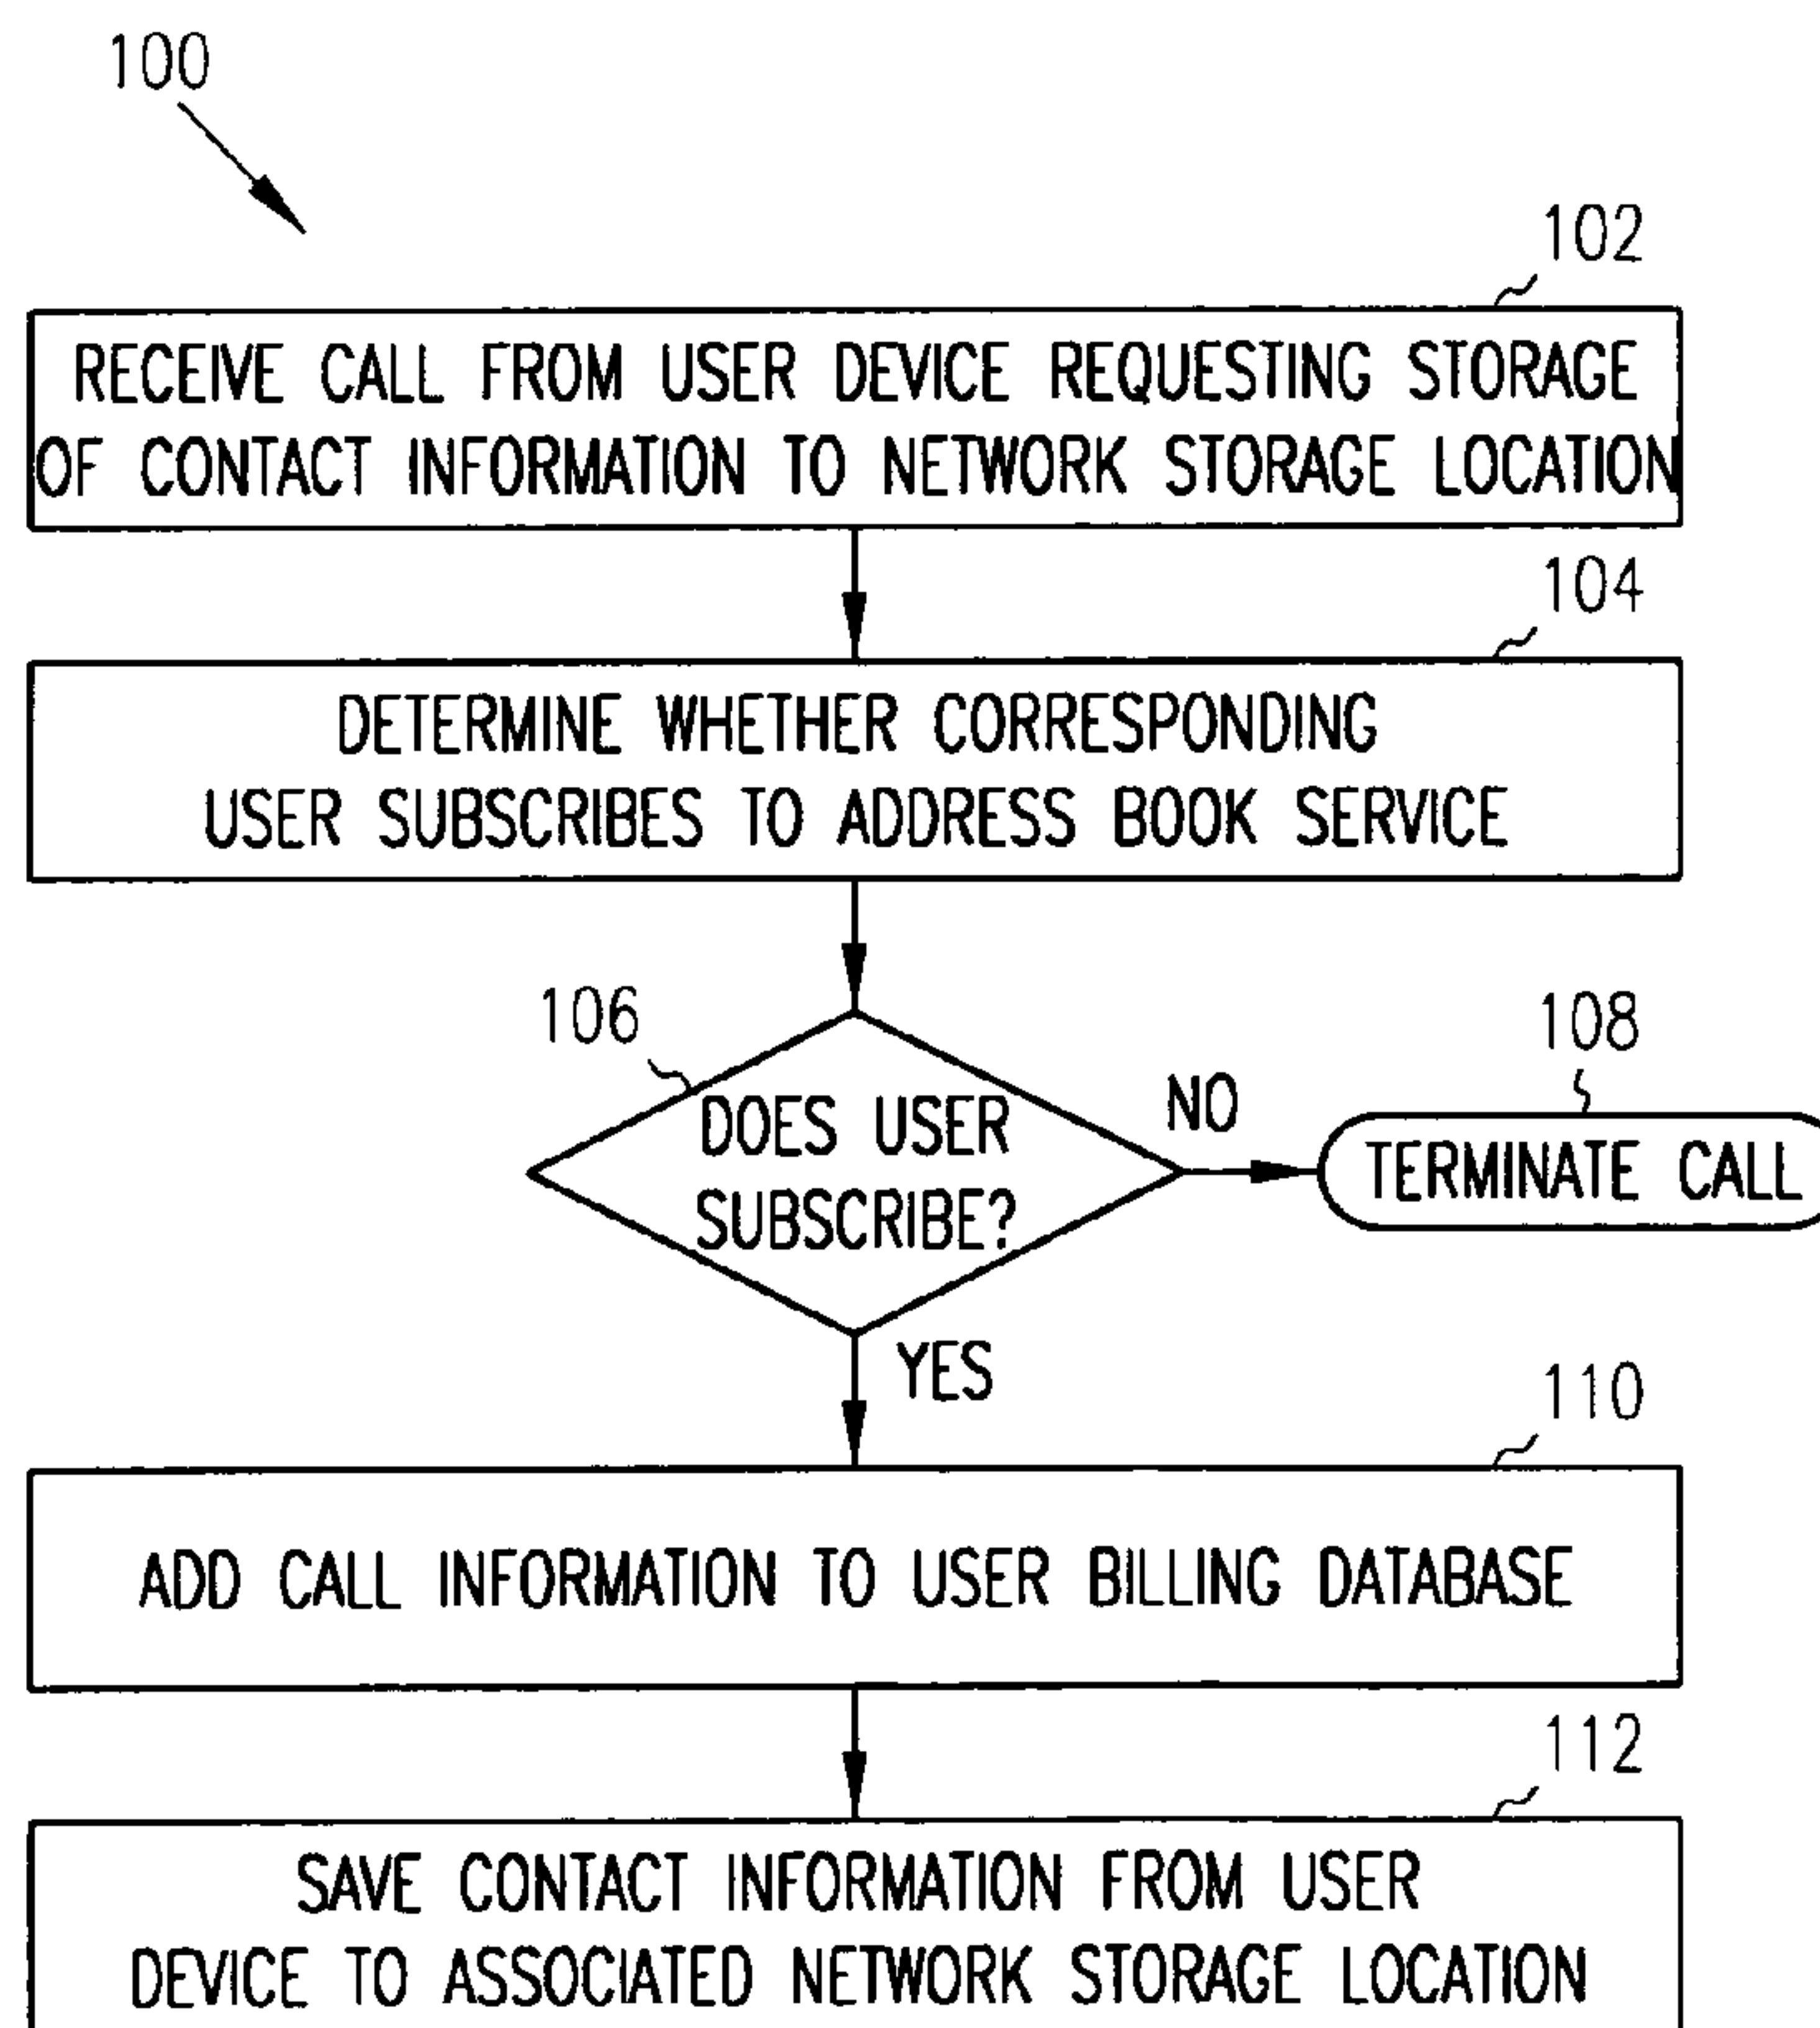 100
102
RECEIVE CALL FROM USER DEVICE REQUESTING STORAGE
OF CONTACT INFORMATION TO NETWORK STORAGE LOCATION
104
DETERMINE WHETHER CORRESPONDING
USER SUBSCRIBES TO ADDRESS BOOK SERVICE
106
DOES USER
SUBSCRIBE?
NO
108
TERMINATE CALL
YES
110
ADD CALL INFORMATION TO USER BILLING DATABASE
112
SAVE CONTACT INFORMATION FROM USER
DEVICE TO ASSOCIATED NETWORK STORAGE LOCATION